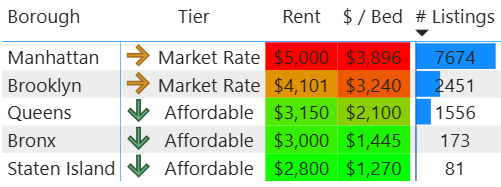 Borough Tier Rent $ / Bed # Listings
Manhattan Market Rate $5,000 $3,896 7674
Brooklyn Market Rate $4,101 $3,240 2451
Queens Affordable $3,150 $2,100 1556
Bronx Affordable $3,000 $1,445 173
Staten Island Affordable $2,800 $1,270 81